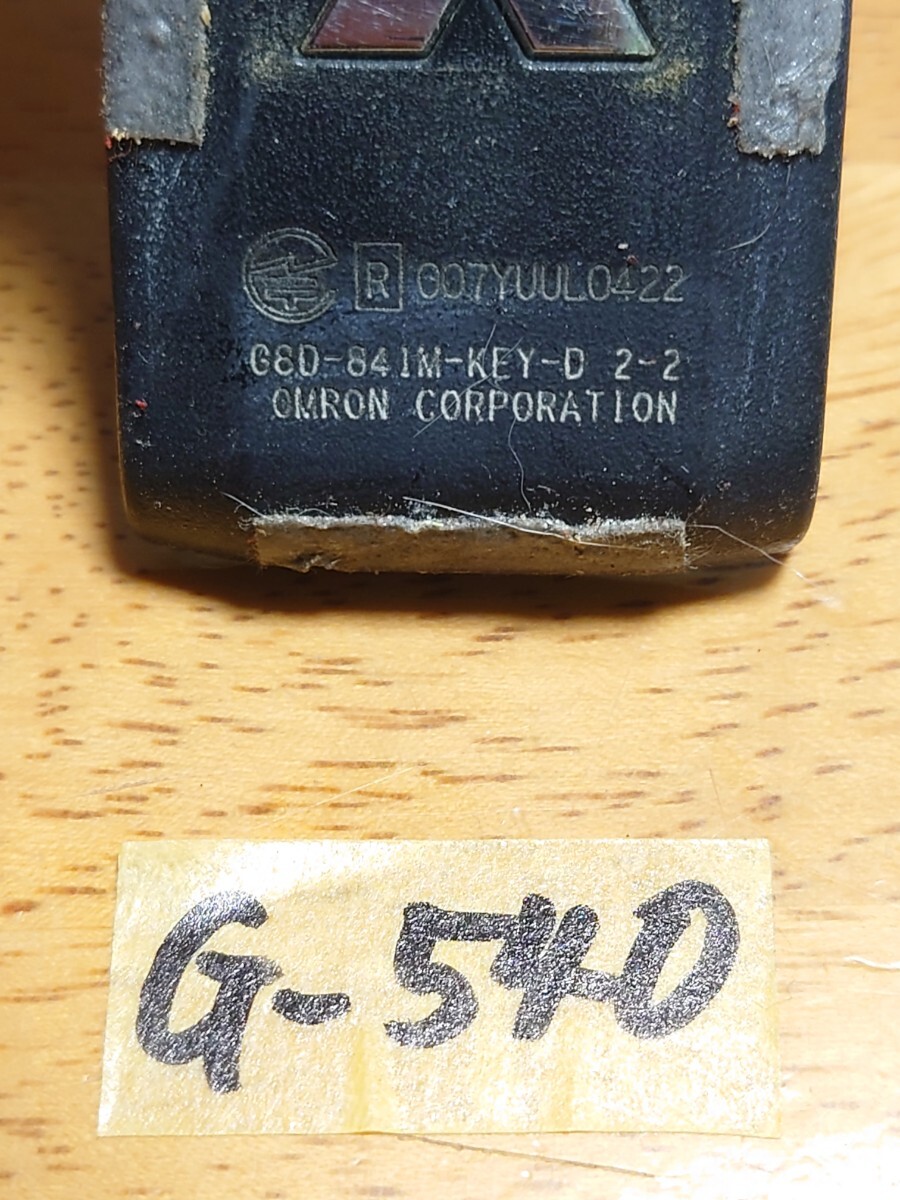 R 007YUUL0422
G8D-841M-KEY-D 2-2
OMRON CORPORATION
G-540